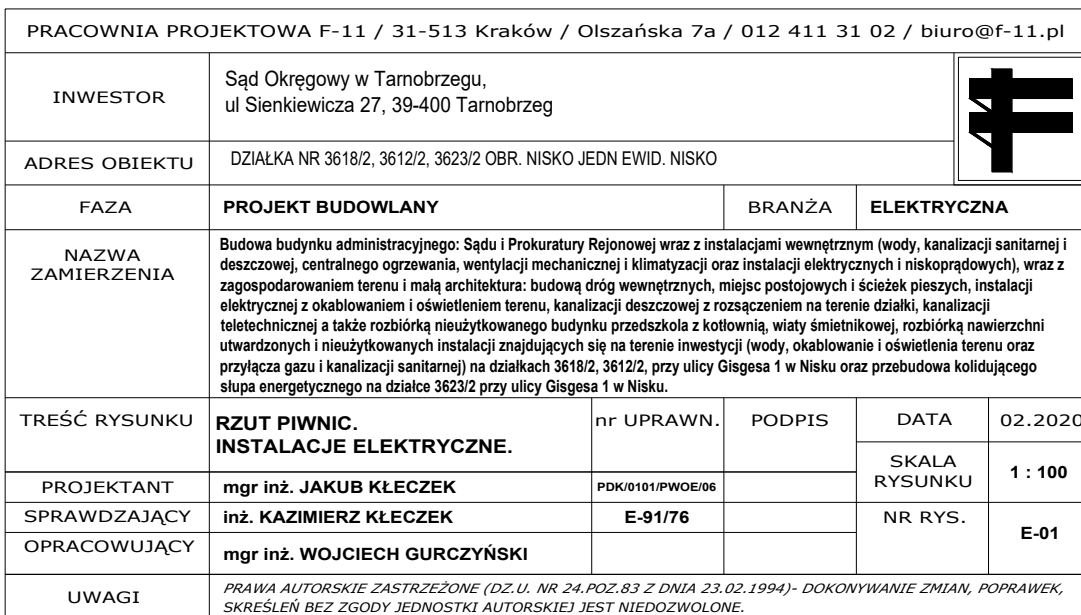 PRACOWNIA PROJEKTOWA F-11 / 31-513 Kraków / Olszańska 7a / 012 411 31 02 / biuro@f-11.pl
INWESTOR
Sąd Okręgowy w Tarnobrzegu,
ul Sienkiewicza 27, 39-400 Tarnobrzeg
ADRES OBIEKTU
DZIAŁKA NR 3618/2, 3612/2, 3623/2 OBR. NISKO JEDN EWID. NISKO
FAZA
PROJEKT BUDOWLANY
BRANŻA
ELEKTRYCZNA
NAZWA
ZAMIERZENIA
Budowa budynku administracyjnego: Sądu i Prokuratury Rejonowej wraz z instalacjami wewnętrznym (wody, kanalizacji sanitarnej i
deszczowej, centralnego ogrzewania, wentylacji mechanicznej i klimatyzacji oraz instalacji elektrycznych i niskoprądowych), wraz z
zagospodarowaniem terenu i małą architektura: budową dróg wewnętrznych, miejsc postojowych i ścieżek pieszych, instalacji
elektrycznej z okablowaniem i oświetleniem terenu, kanalizacji deszczowej z rozsączeniem na terenie działki, kanalizacji
teletechnicznej a także rozbiórką nieużytkowanego budynku przedszkola z kotłownią, wiaty śmietnikowej, rozbiórką nawierzchni
utwardzonych i nieużytkowanych instalacji znajdujących się na terenie inwestycji (wody, okablowanie i oświetlenia terenu oraz
przyłącza gazu i kanalizacji sanitarnej) na działkach 3618/2, 3612/2, przy ulicy Gisgesa 1 w Nisku oraz przebudowa kolidującego
słupa energetycznego na działce 3623/2 przy ulicy Gisgesa 1 w Nisku.
TREŚĆ RYSUNKU
RZUT PIWNIC.
INSTALACJE ELEKTRYCZNE.
nr UPRAWN.
PODPIS
DATA
02.2020
SKALA
RYSUNKU
1 : 100
PROJEKTANT
mgr inż. JAKUB KŁECZEK
PDK/0101/PWOE/06
SPRAWDZAJĄCY
inż. KAZIMIERZ KŁECZEK
E-91/76
NR RYS.
E-01
OPRACOWUJĄCY
mgr inż. WOJCIECH GURCZYŃSKI
UWAGI
PRAWA AUTORSKIE ZASTRZEŻONE (DZ.U. NR 24.POZ.83 Z DNIA 23.02.1994)- DOKONYWANIE ZMIAN, POPRAWEK,
SKREŚLEŃ BEZ ZGODY JEDNOSTKI AUTORSKIEJ JEST NIEDOZWOLONE.